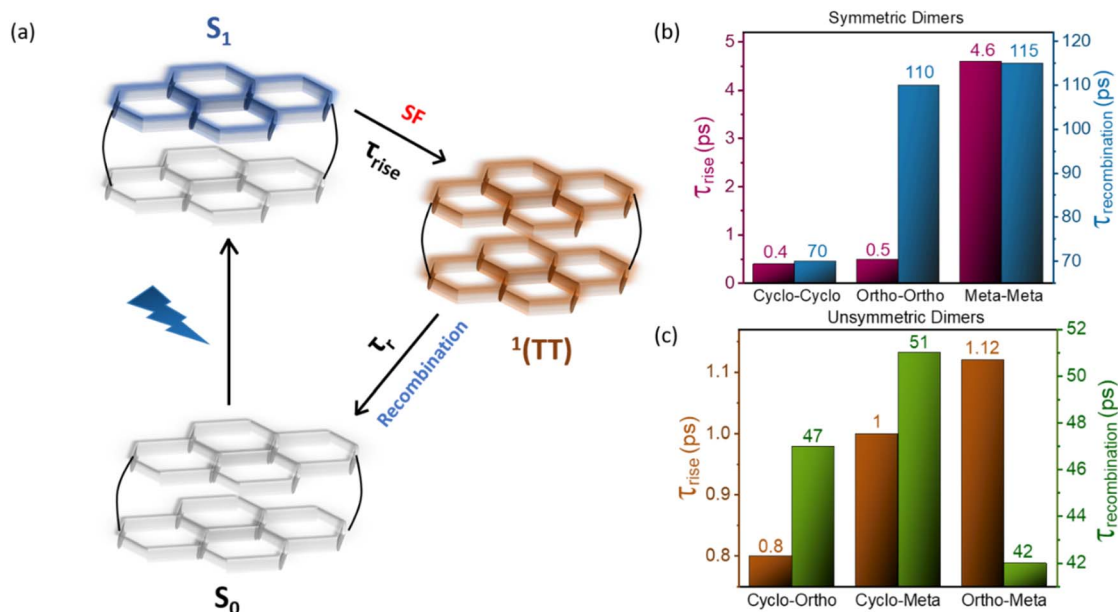 (a)
S₁
SF
τrise
¹(TT)
τr
Recombination
S₀
(b)
Symmetric Dimers
τrise (ps)
5
4
3
2
1
0
0.4
70
0.5
110
4.6
115
120
110
100
90
80
70
τrecombination (ps)
Cyclo-Cyclo
Ortho-Ortho
Meta-Meta
(c)
Unsymmetric Dimers
τrise (ps)
1.1
1.0
0.9
0.8
0.8
47
1
51
1.12
42
52
50
48
46
44
42
τrecombination (ps)
Cyclo-Ortho
Cyclo-Meta
Ortho-Meta